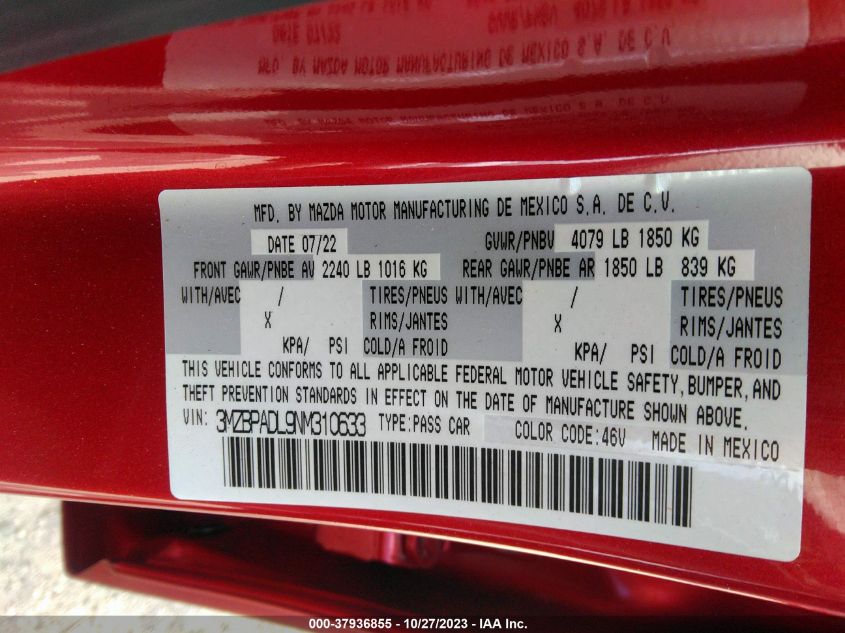 MFD. BY MAZDA MOTOR MANUFACTURING DE MEXICO S.A. DE C.V.
DATE 07/22 GVWR/PNBV 4079 LB 1850 KG
FRONT GAWR/PNBE AV 2240 LB 1016 KG REAR GAWR/PNBE AR 1850 LB 839 KG
WITH/AVEC / TIRES/PNEUS WITH/AVEC / TIRES/PNEUS
X RIMS/JANTES X RIMS/JANTES
KPA/ PSI COLD/A FROID KPA/ PSI COLD/A FROID
THIS VEHICLE CONFORMS TO ALL APPLICABLE FEDERAL MOTOR VEHICLE SAFETY, BUMPER, AND
THEFT PREVENTION STANDARDS IN EFFECT ON THE DATE OF MANUFACTURE SHOWN ABOVE.
VIN: 3MZBPADL9NM310633 TYPE: PASS CAR COLOR CODE: 46V MADE IN MEXICO
000-37936855 - 10/27/2023 - IAA Inc.